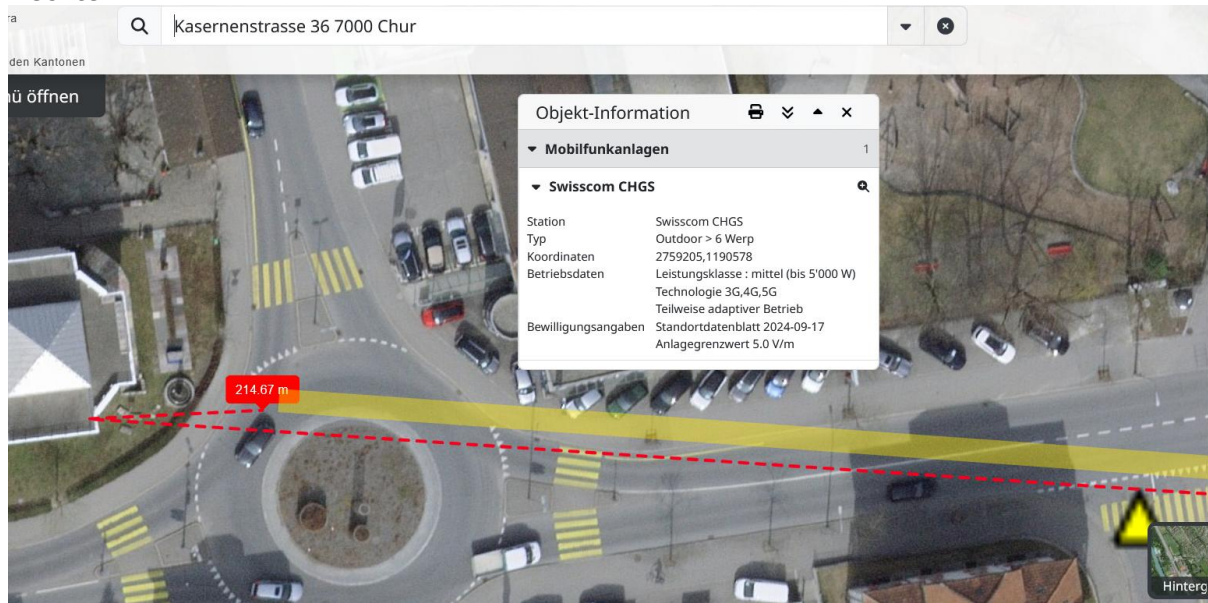 Kasernenstrasse 36 7000 Chur
den Kantonen
nü öffnen
Objekt-Information
Mobilfunkanlagen 1
Swisscom CHGS
Station Swisscom CHGS
Typ Outdoor > 6 Werp
Koordinaten 2759205,1190578
Betriebsdaten Leistungsklasse : mittel (bis 5'000 W)
Technologie 3G,4G,5G
Teilweise adaptiver Betrieb
Bewilligungsangaben Standortdatenblatt 2024-09-17
Anlagegrenzwert 5.0 V/m
214.67 m
Hinterg